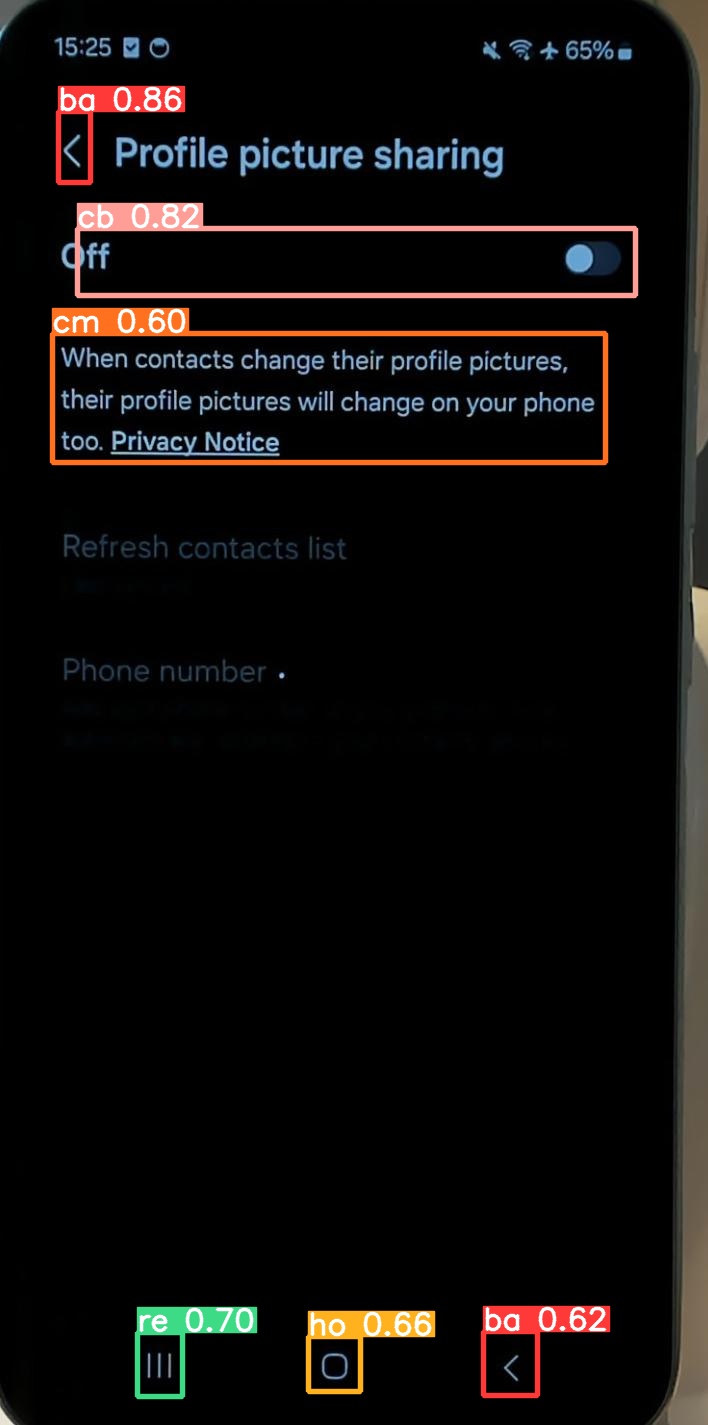 15:25
65%
ba 0.86
Profile picture sharing
cb 0.82
Off
cm 0.60
When contacts change their profile pictures,
their profile pictures will change on your phone
too. Privacy Notice
Refresh contacts list
Phone number
re 0.70
ho 0.66
ba 0.62